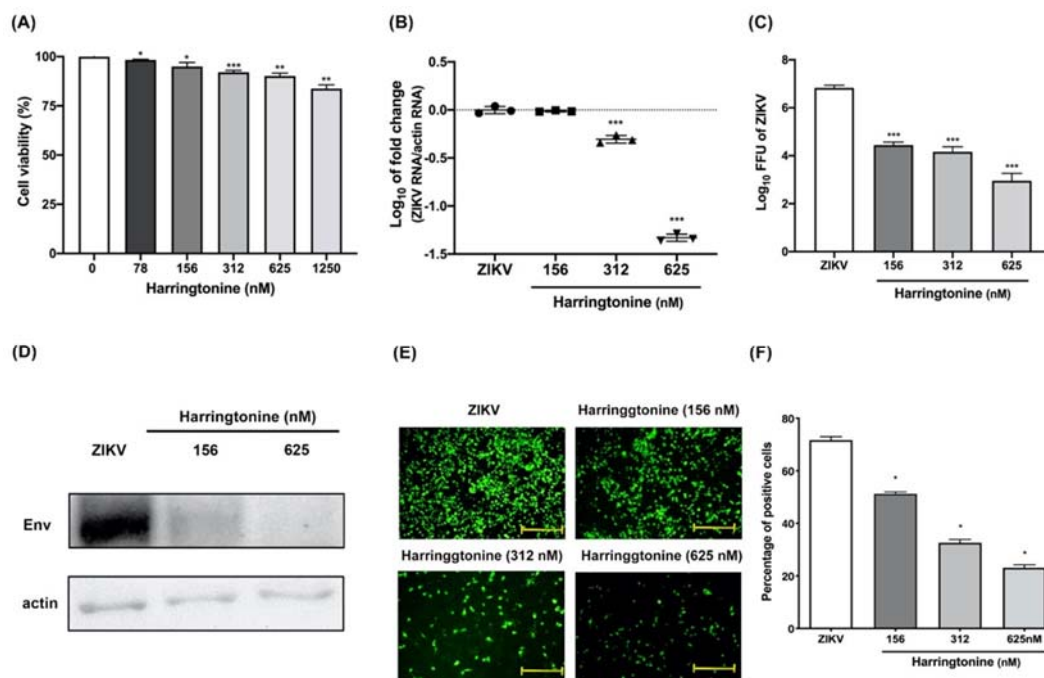 (A)
Cell viability (%)
100
75
50
25
0
* * *** ** **
0 78 156 312 625 1250
Harringtonine (nM)
(B)
Log10 of fold change
(ZIKV RNA/actin RNA)
0.0
-0.5
-1.0
-1.5
***
***
ZIKV 156 312 625
Harringtonine (nM)
(C)
Log10 FFU of ZIKV
8
6
4
2
0
*** *** ***
ZIKV 156 312 625
Harringtonine (nM)
(D)
Harringtonine (nM)
ZIKV 156 625
Env
actin
(E)
ZIKV Harringgtonine (156 nM)
Harringgtonine (312 nM) Harringgtonine (625 nM)
(F)
Percentage of positive cells
80
60
40
20
0
* * *
ZIKV 156 312 625nM
Harringtonine (nM)